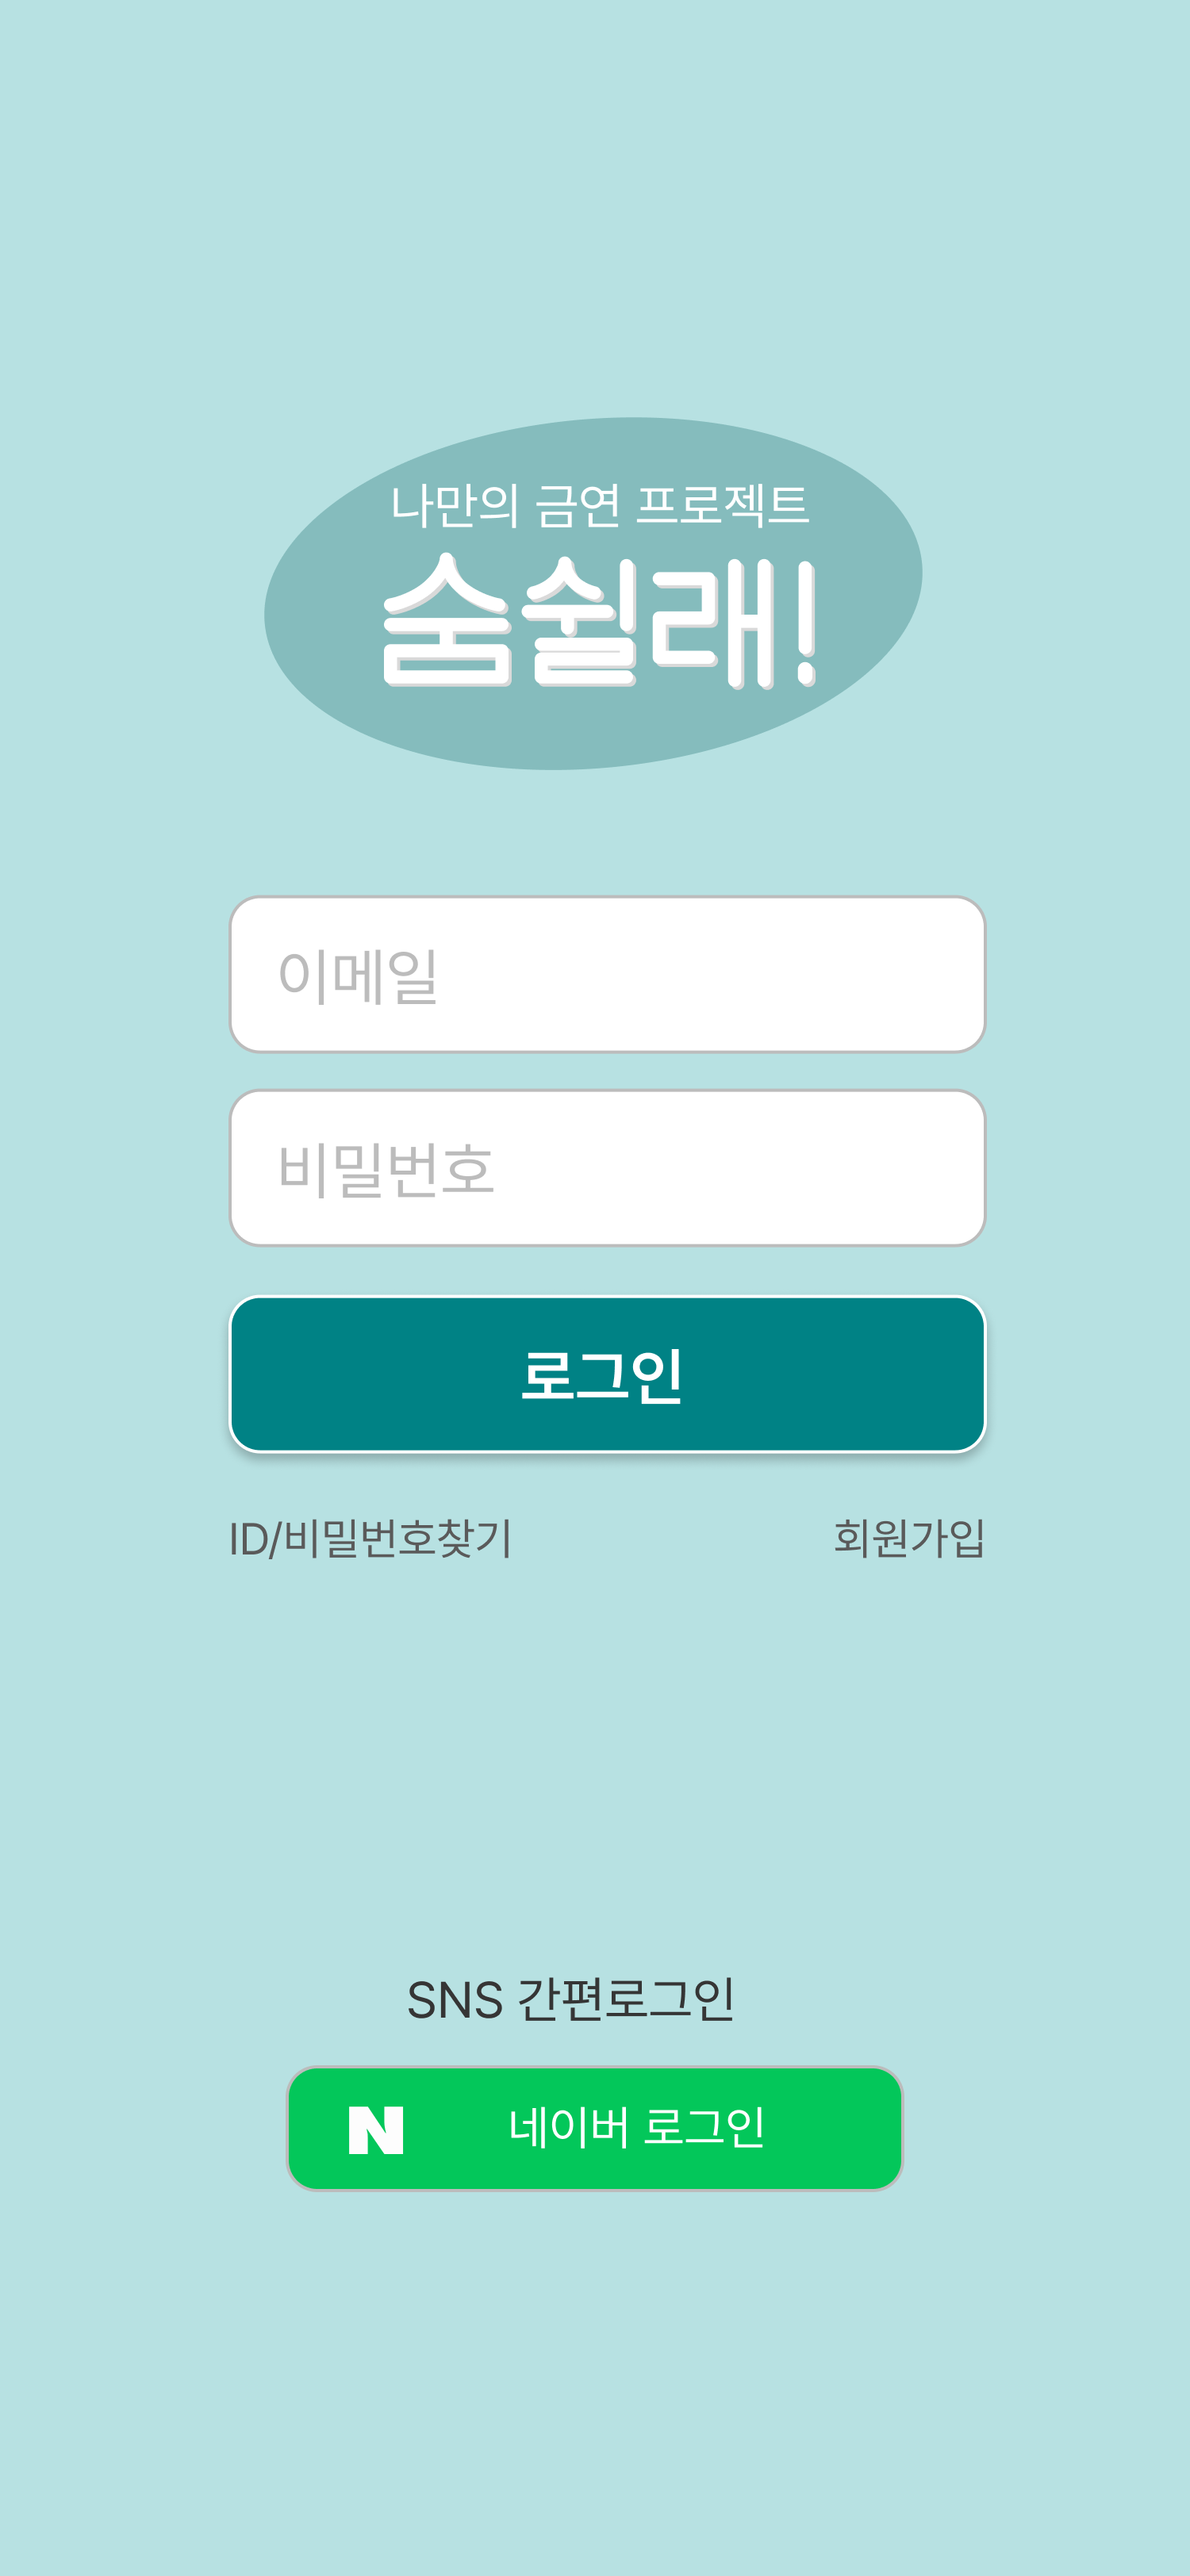 나만의 금연 프로젝트
숨쉴래!
이메일
비밀번호
로그인
ID/비밀번호찾기 회원가입
SNS 간편로그인
N 네이버 로그인